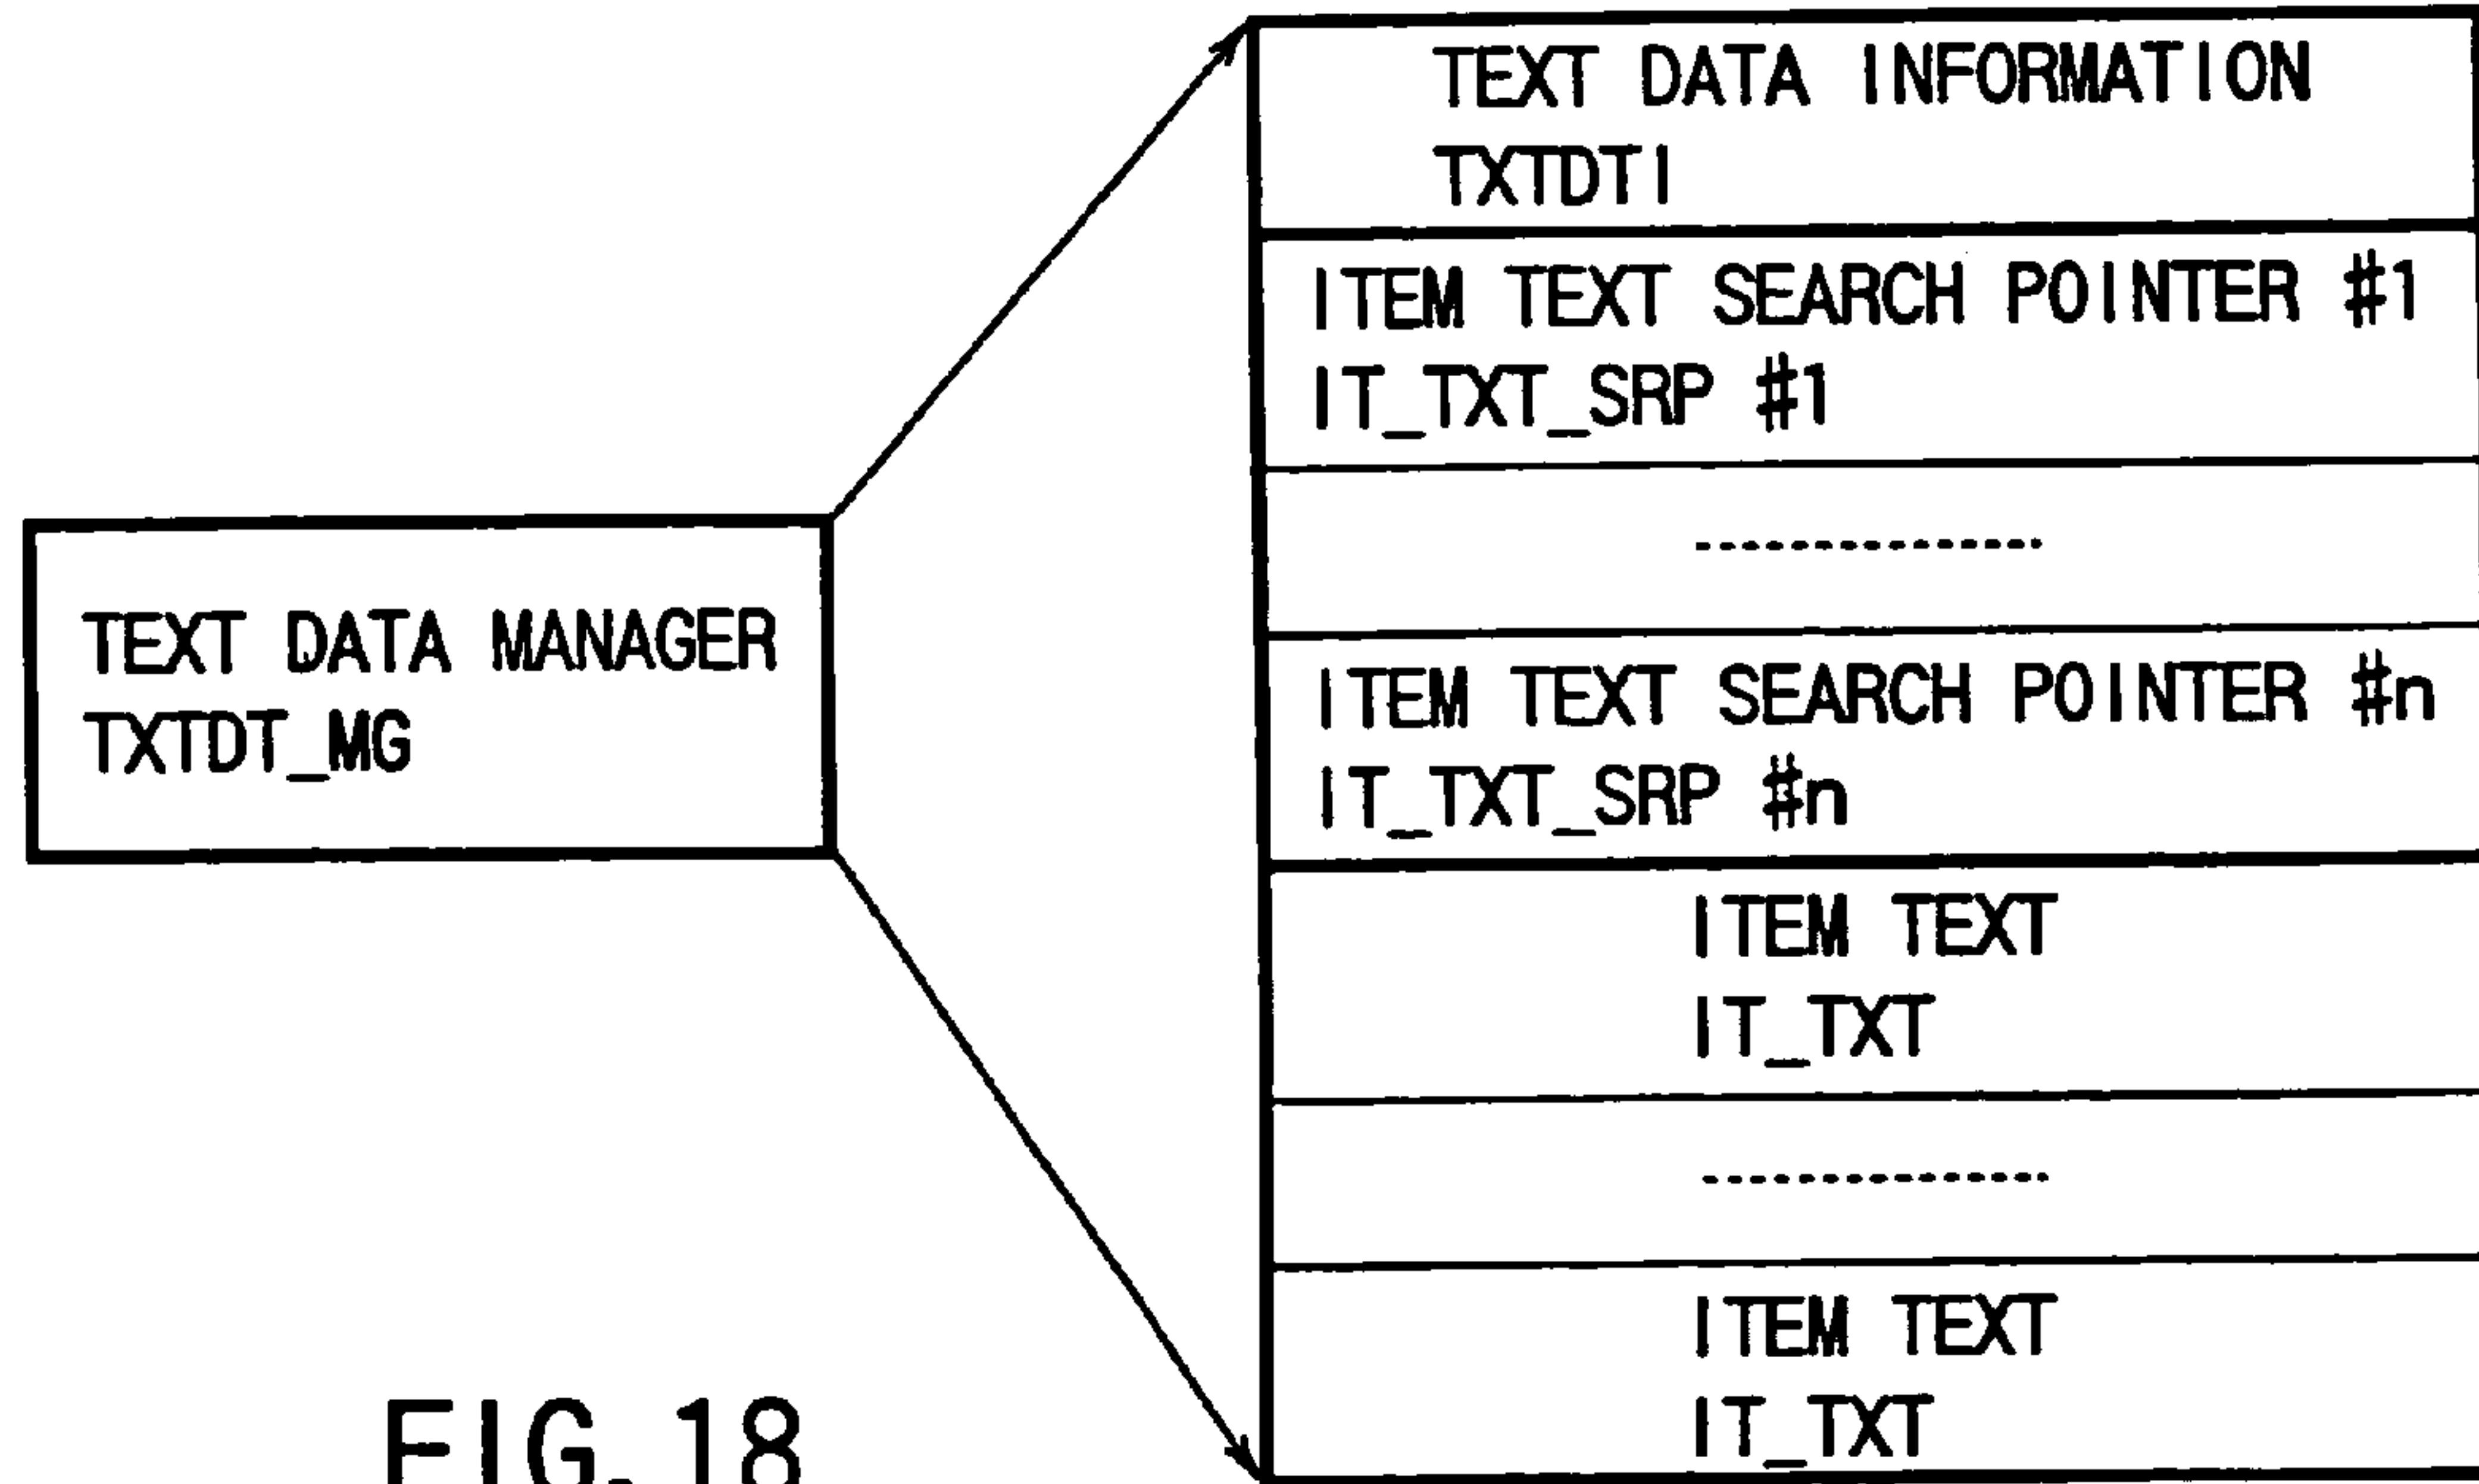 TEXT DATA MANAGER
TXTDT_MG
TEXT DATA INFORMATION
TXTDTI
ITEM TEXT SEARCH POINTER #1
IT_TXT_SRP #1
ITEM TEXT SEARCH POINTER #n
IT_TXT_SRP #n
ITEM TEXT
IT_TXT
ITEM TEXT
IT_TXT
FIG.18